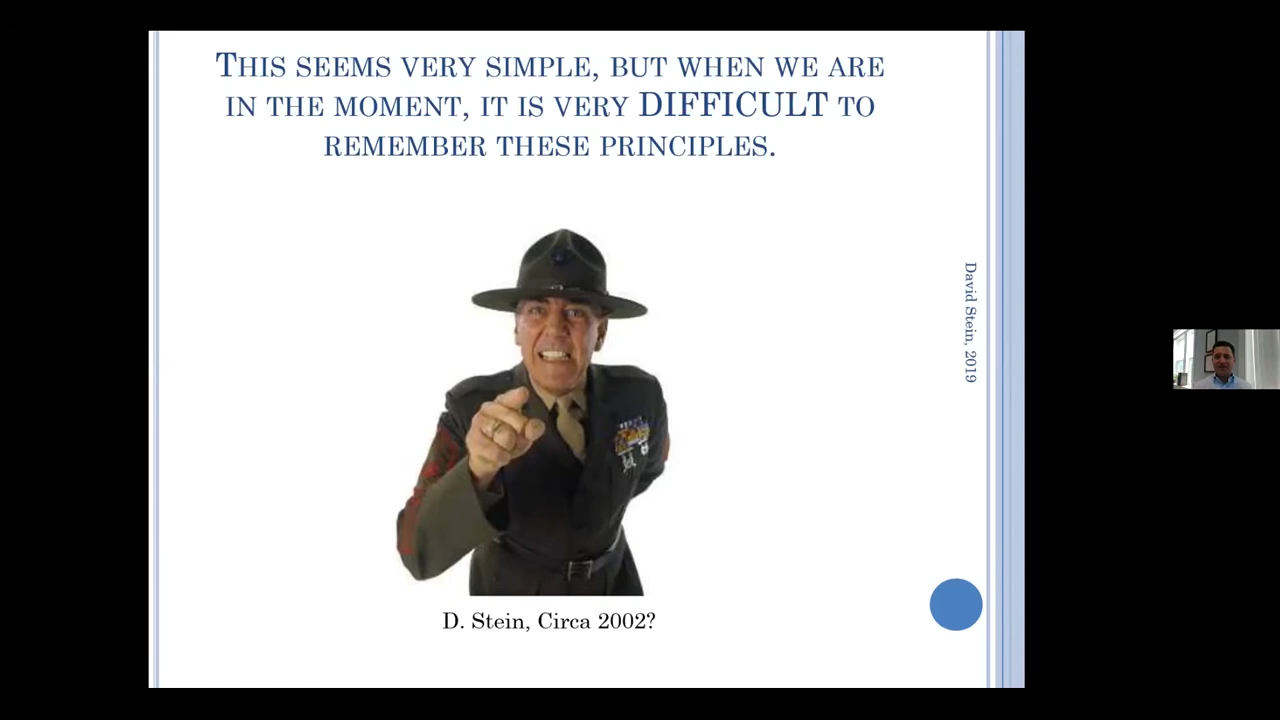 THIS SEEMS VERY SIMPLE, BUT WHEN WE ARE
IN THE MOMENT, IT IS VERY DIFFICULT TO
REMEMBER THESE PRINCIPLES.
David Stein, 2019
D. Stein, Circa 2002?